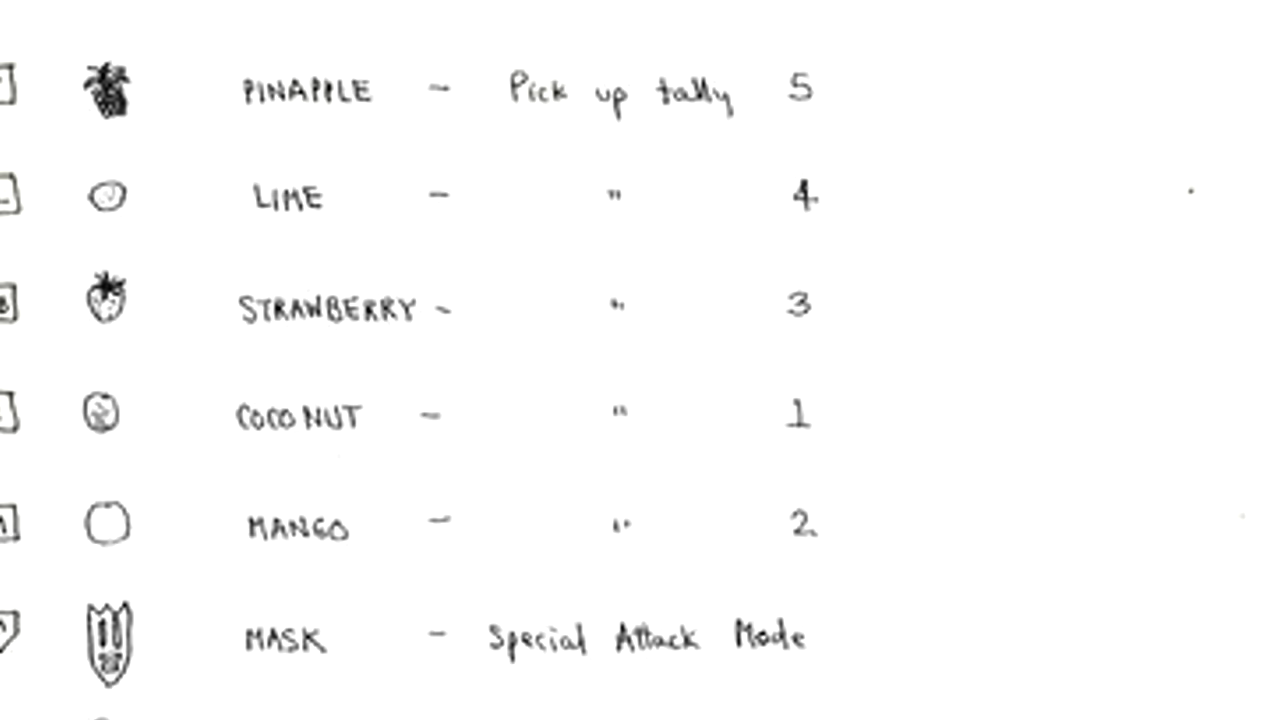 PINAPPLE - Pick up tally 5
LIME - " 4
STRAWBERRY - " 3
COCONUT - " 1
MANGO - " 2
MASK - Special Attack Mode